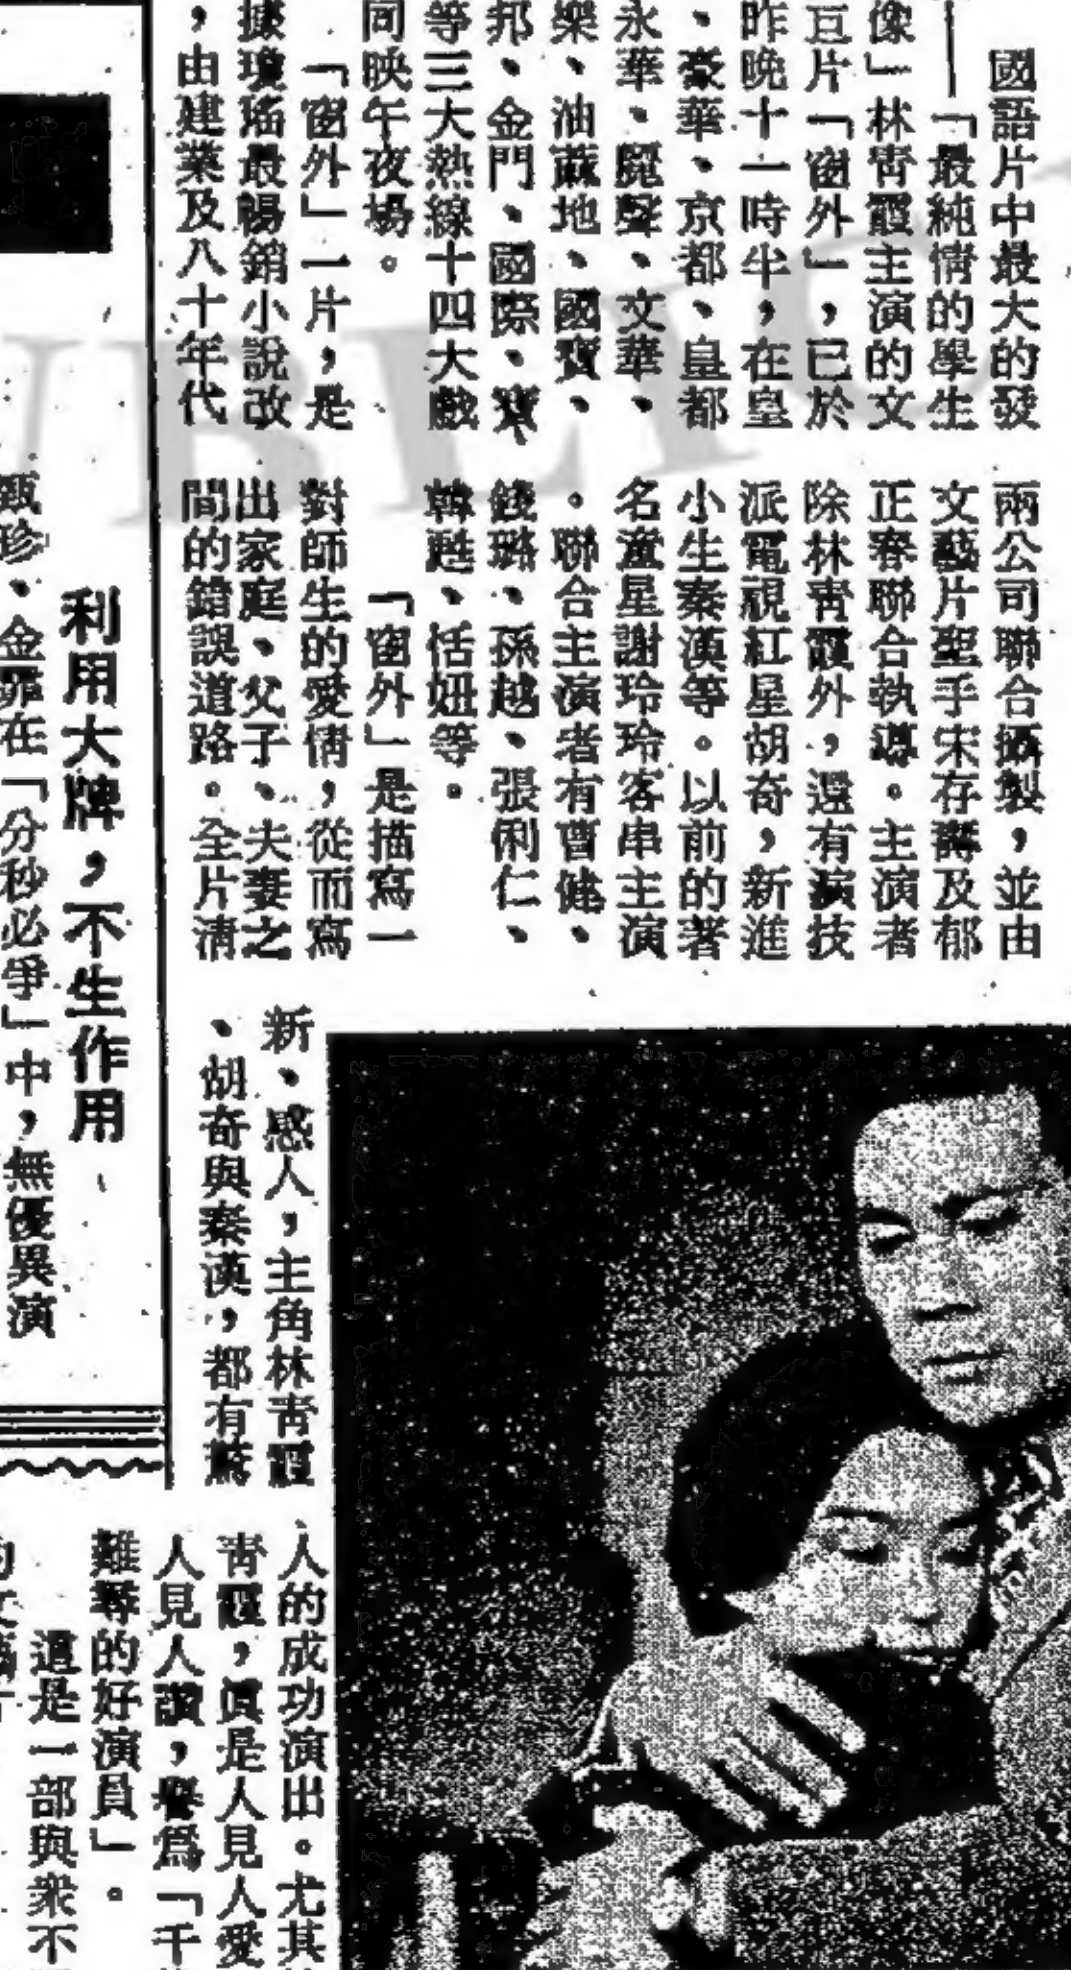 國語片中最大的發
——「最純情的學生
像」林青霞主演的文
巨片「窗外」,已於
昨晚十一時半,在皇
、豪華、京都、皇都
永華、麗聲、文華、
樂、油蔴地、國寶、
邦、金門、國際、寶
等三大熱線十四大戲
同映午夜場。
「窗外」一片,是
據瓊瑤最暢銷小說改
,由建業及八十年代
兩公司聯合攝製,並由
文藝片聖手宋存壽及郁
正春聯合執導。主演者
除林青霞外,還有演技
派電視紅星胡奇,新進
小生秦漢等。以前的著
名童星謝玲玲客串主演
。聯合主演者有曹健、
錢璐、孫越、張俐仁、
韓甦、恬妞等。
「窗外」是描寫一
對師生的愛情,從而寫
出家庭、父子、夫妻之
間的錯誤道路。全片清
新、感人,主角林青霞
、胡奇與秦漢,都有驚
人的成功演出。尤其
青霞,眞是人見人愛
人見人讚,譽爲「千
難尋的好演員」。
這是一部與衆不
利用大牌,不生作用
甄珍、金霏在「分秒必爭」中,無優異演